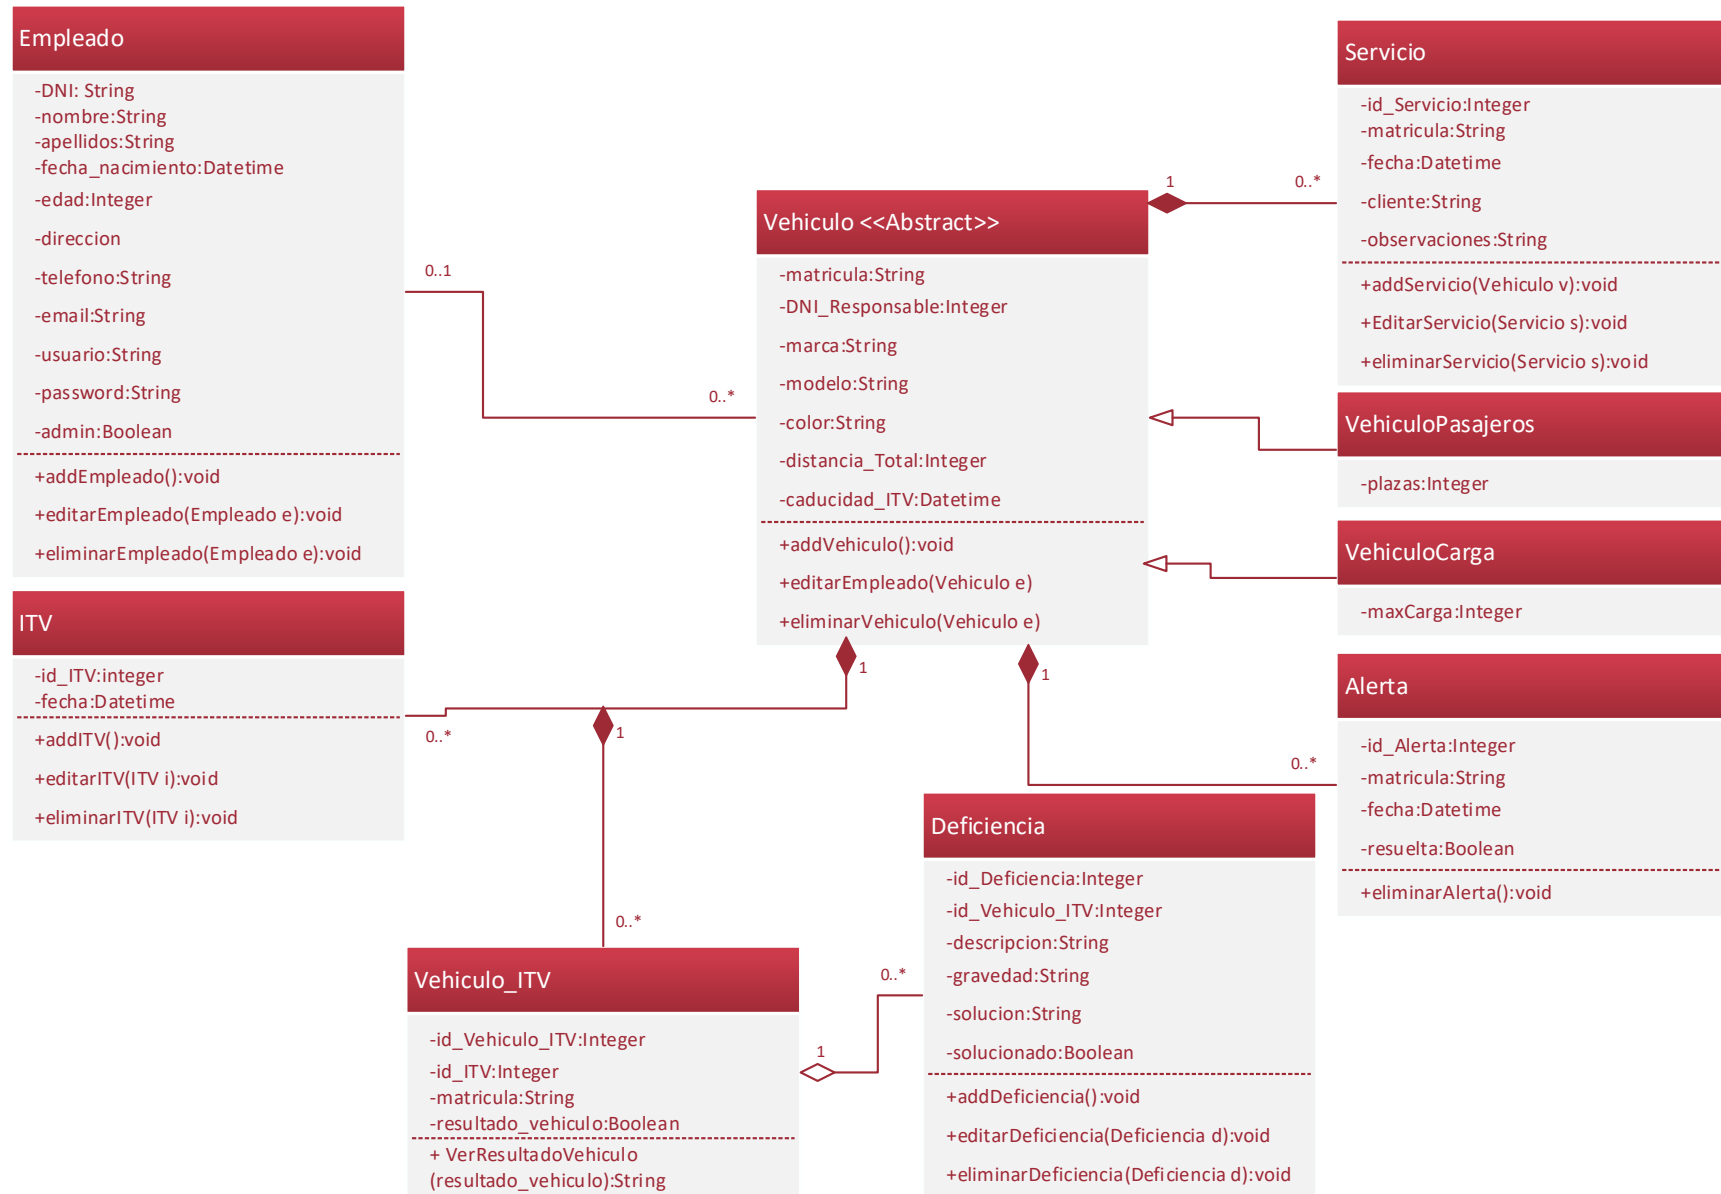 Empleado
-DNI: String
-nombre:String
-apellidos:String
-fecha_nacimiento:Datetime
-edad:Integer
-direccion
-telefono:String
-email:String
-usuario:String
-password:String
-admin:Boolean
+addEmpleado():void
+editarEmpleado(Empleado e):void
+eliminarEmpleado(Empleado e):void
0..1
0..*
ITV
-id_ITV:integer
-fecha:Datetime
+addITV():void
+editarITV(ITV i):void
+eliminarITV(ITV i):void
0..*
Vehiculo <<Abstract>>
-matricula:String
-DNI_Responsable:Integer
-marca:String
-modelo:String
-color:String
-distancia_Total:Integer
-caducidad_ITV:Datetime
+addVehiculo():void
+editarEmpleado(Vehiculo e)
+eliminarVehiculo(Vehiculo e)
1
1
1
0..*
Vehiculo_ITV
-id_Vehiculo_ITV:Integer
-id_ITV:Integer
-matricula:String
-resultado_vehiculo:Boolean
+ VerResultadoVehiculo
(resultado_vehiculo):String
1
0..*
Deficiencia
-id_Deficiencia:Integer
-id_Vehiculo_ITV:Integer
-descripcion:String
-gravedad:String
-solucion:String
-solucionado:Boolean
+addDeficiencia():void
+editarDeficiencia(Deficiencia d):void
+eliminarDeficiencia(Deficiencia d):void
1
0..*
Servicio
-id_Servicio:Integer
-matricula:String
-fecha:Datetime
-cliente:String
-observaciones:String
+addServicio(Vehiculo v):void
+EditarServicio(Servicio s):void
+eliminarServicio(Servicio s):void
VehiculoPasajeros
-plazas:Integer
VehiculoCarga
-maxCarga:Integer
0..*
Alerta
-id_Alerta:Integer
-matricula:String
-fecha:Datetime
-resuelta:Boolean
+eliminarAlerta():void